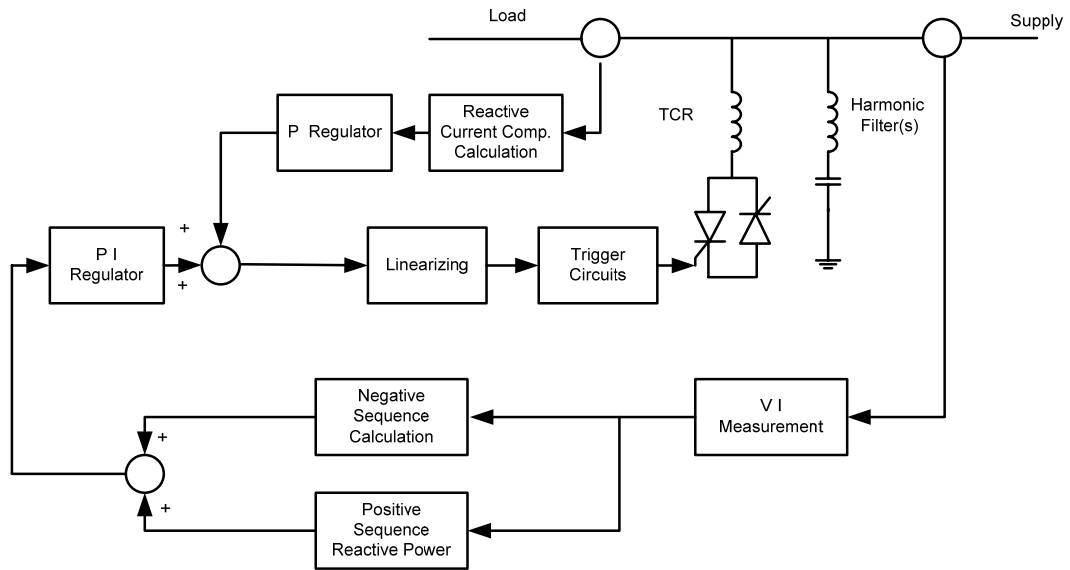 Load
Supply
TCR
Harmonic
Filter(s)
P Regulator
Reactive
Current Comp.
Calculation
+
P I
Regulator
+
Linearizing
Trigger
Circuits
Negative
Sequence
Calculation
V I
Measurement
+
+
Positive
Sequence
Reactive Power